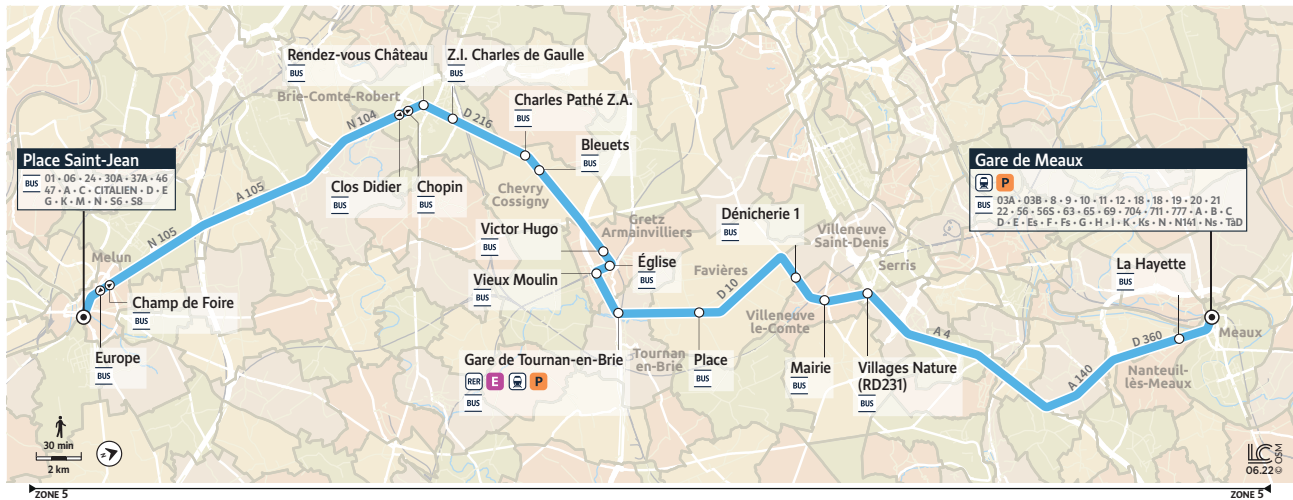 Rendez-vous Château
BUS
Z.I. Charles de Gaulle
BUS
Brie-Comte-Robert
N 104
D 216
Charles Pathé Z.A.
BUS
Bleuets
BUS
Place Saint-Jean
BUS
01 • 06 • 24 • 30A • 37A • 46
47 • A • C • CITALIEN • D • E
G • K • M • N • S6 • S8
A 105
N 105
Clos Didier
BUS
Chopin
BUS
Chevry
Cossigny
Gare de Meaux
P
BUS
03A • 03B • 8 • 9 • 10 • 11 • 12 • 18 • 18 • 19 • 20 • 21
22 • 56 • 56S • 63 • 65 • 69 • 704 • 711 • 777 • A • B • C
D • E • Es • F • Fs • G • H • I • K • Ks • N • N141 • Ns • TàD
Victor Hugo
BUS
Gretz
Armainvilliers
Dénicherie 1
BUS
Villeneuve
Saint-Denis
Melun
Champ de Foire
BUS
Vieux Moulin
BUS
Église
BUS
Favières
D 10
Serris
La Hayette
BUS
Villeneuve
le-Comte
A 4
Meaux
D 360
Europe
BUS
Gare de Tournan-en-Brie
RER
E
P
BUS
Tournan
en-Brie
Place
BUS
Mairie
BUS
Villages Nature
(RD231)
BUS
A 140
Nanteuil-
lès-Meaux
30 min
2 km
N
LC
06.22
© OSM
ZONE 5
ZONE 5